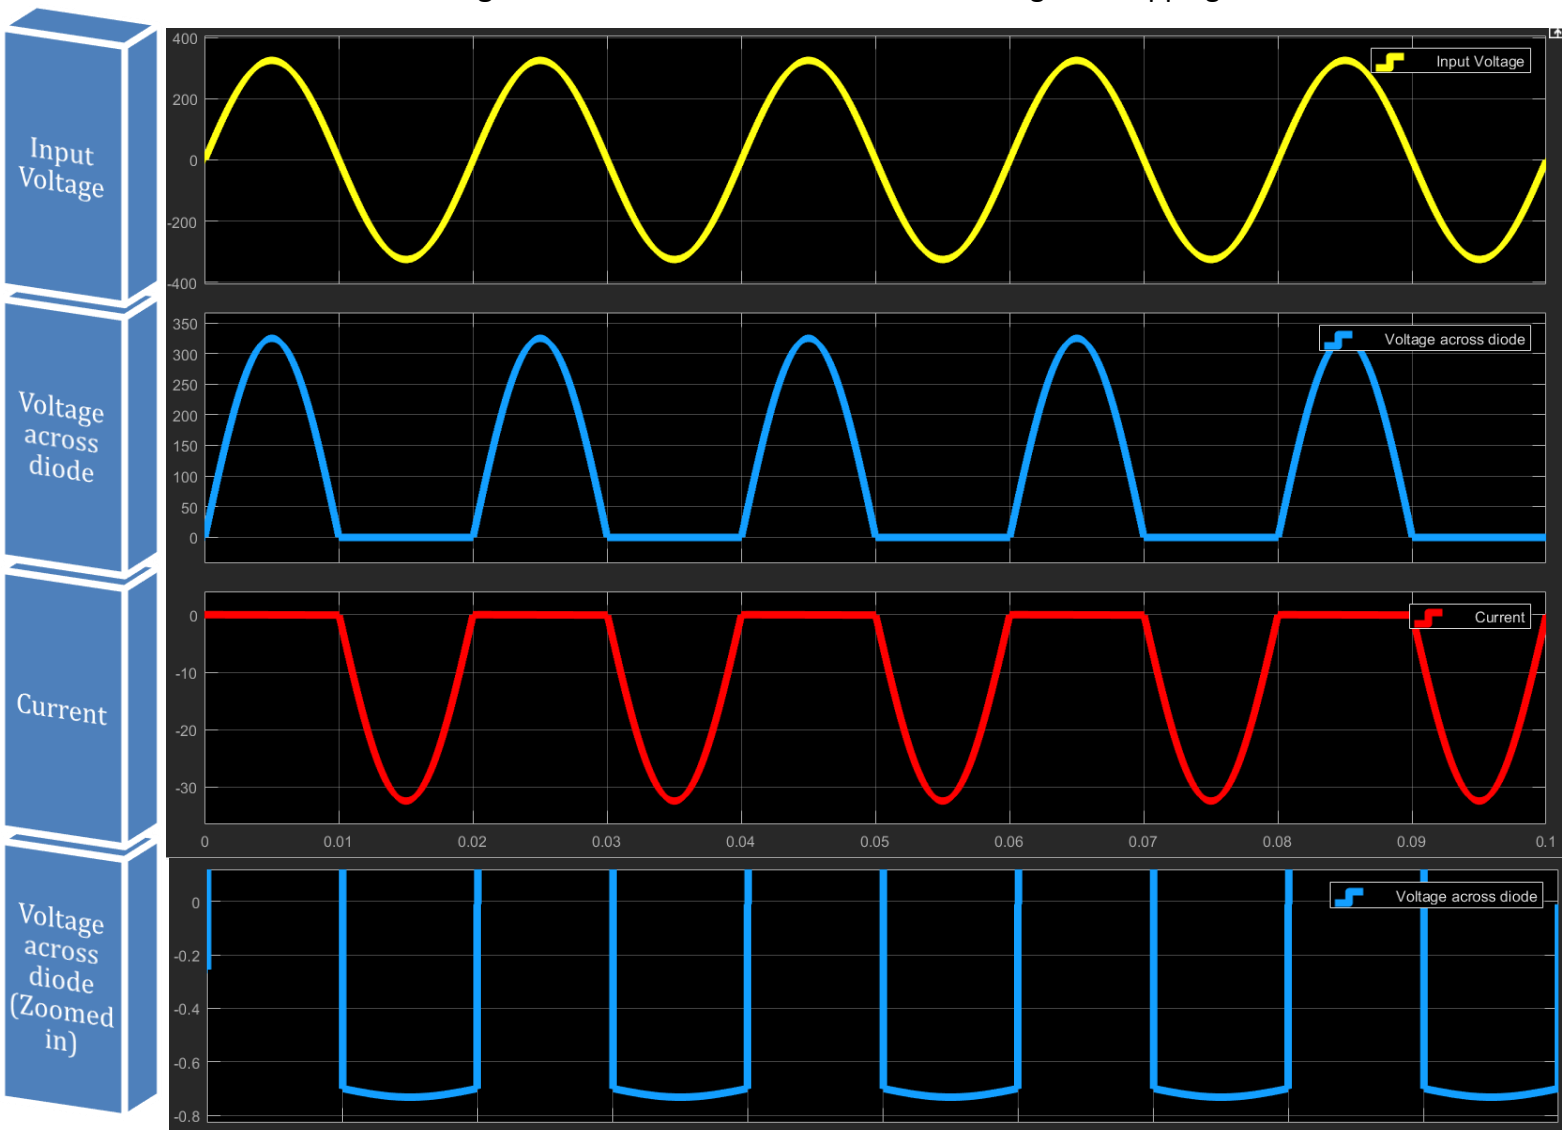 Input
Voltage
400
200
0
-200
-400
Input Voltage
Voltage
across
diode
350
300
250
200
150
100
50
0
Voltage across diode
Current
0
-10
-20
-30
Current
0 0.01 0.02 0.03 0.04 0.05 0.06 0.07 0.08 0.09 0.1
Voltage
across
diode
(Zoomed
in)
0
-0.2
-0.4
-0.6
-0.8
Voltage across diode